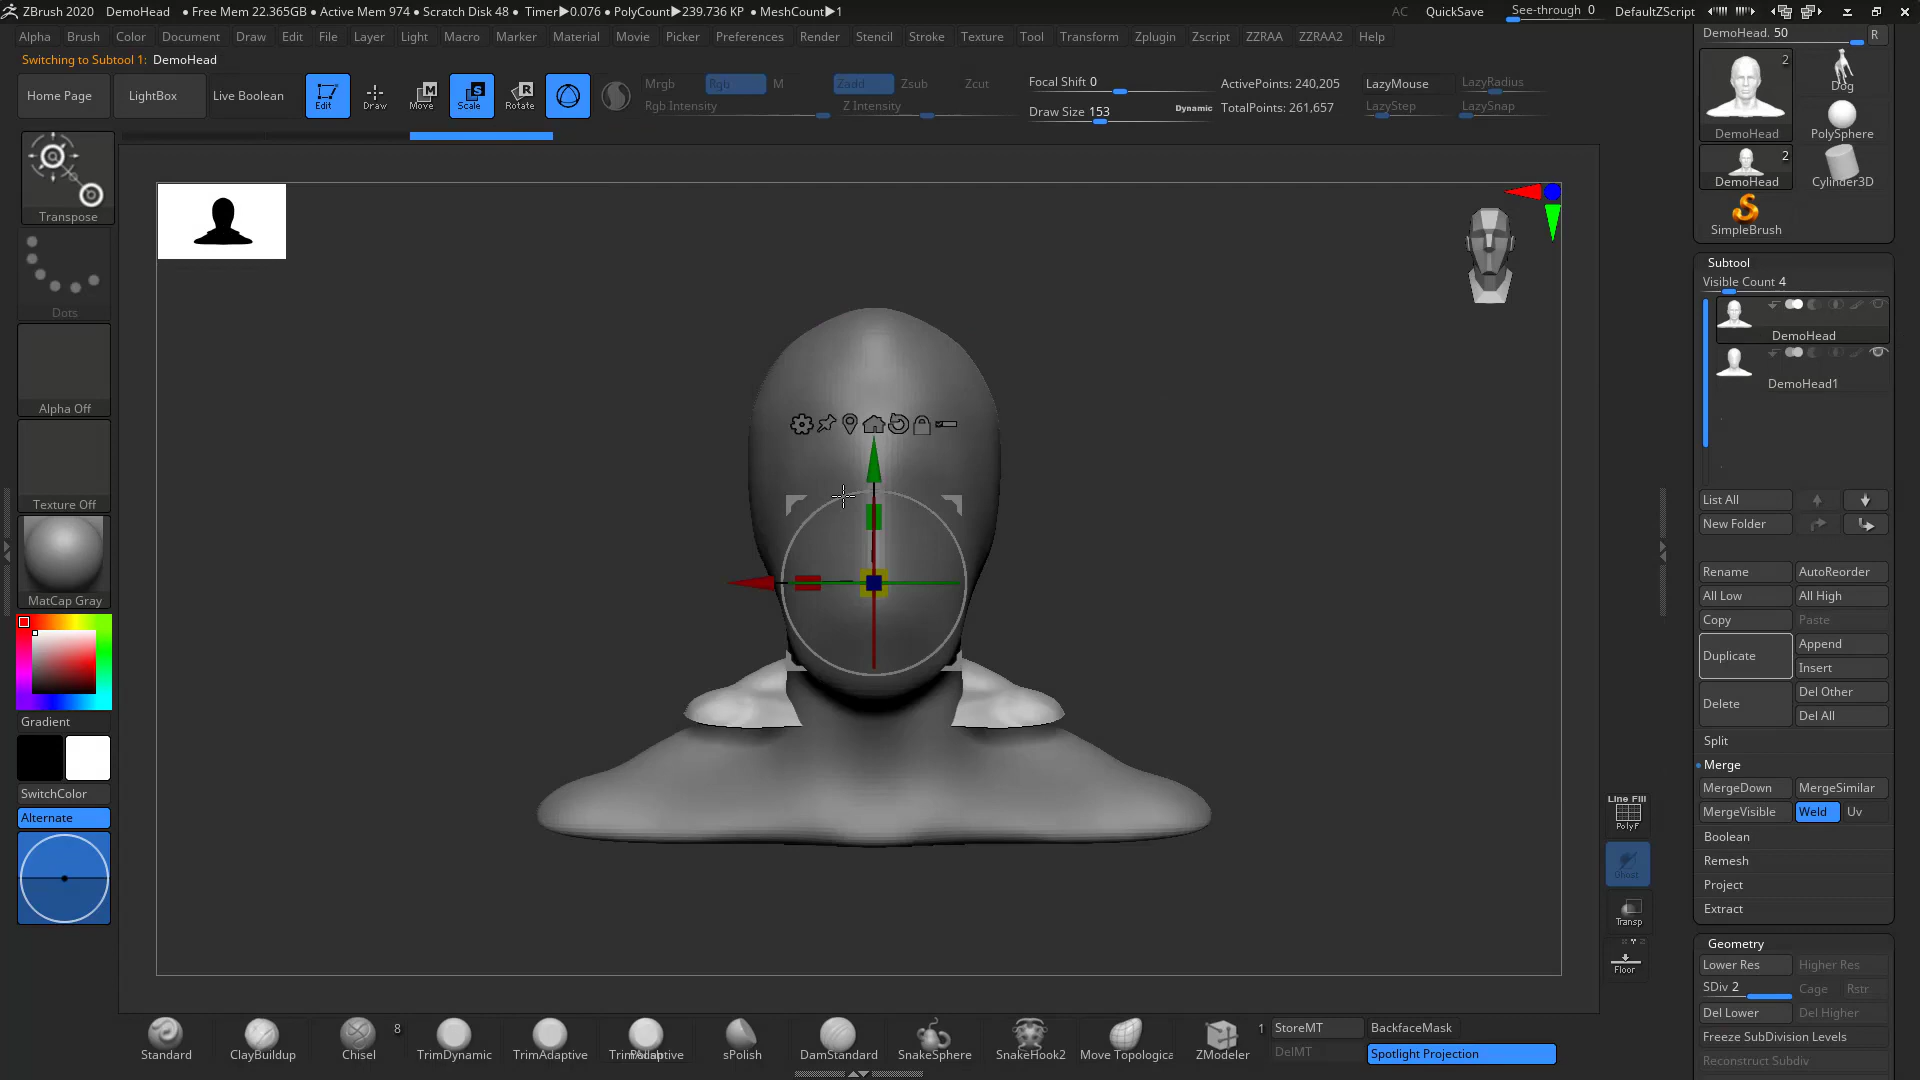 ZBrush 2020 DemoHead • Free Mem 22.365GB • Active Mem 974 • Scratch Disk 48 • Timer▶0.076 • PolyCount▶239.736 KP • MeshCount▶1
AC QuickSave See-through 0 DefaultZScript
Alpha Brush Color Document Draw Edit File Layer Light Macro Marker Material Movie Picker Preferences Render Stencil Stroke Texture Tool Transform Zplugin Zscript ZZRAA ZZRAA2 Help
Switching to Subtool 1: DemoHead
Home Page LightBox Live Boolean Edit Draw Move Scale Rotate
Mrgb Rgb M Zadd Zsub Zcut
Rgb Intensity Z Intensity
Focal Shift 0
Draw Size 153 Dynamic
ActivePoints: 240,205
TotalPoints: 261,657
LazyMouse LazyRadius
LazyStep LazySnap
Transpose
Dots
Alpha Off
Texture Off
MatCap Gray
Gradient
SwitchColor
Alternate
DemoHead. 50 R
2
Dog
DemoHead PolySphere
2
DemoHead Cylinder3D
SimpleBrush
Subtool
Visible Count 4
DemoHead
DemoHead1
List All
New Folder
Rename AutoReorder
All Low All High
Copy Paste
Duplicate Append
Insert
Delete Del Other
Del All
Split
Merge
MergeDown MergeSimilar
MergeVisible Weld Uv
Boolean
Remesh
Project
Extract
Geometry
Lower Res Higher Res
SDiv 2 Cage Rstr
Del Lower Del Higher
Freeze SubDivision Levels
Reconstruct Subdiv
Line Fill
PolyF
Ghost
Transp
Floor
Standard ClayBuildup Chisel 8 TrimDynamic TrimAdaptive sPolish DamStandard SnakeSphere SnakeHook2 Move Topologica ZModeler 1
StoreMT BackfaceMask
DelMT Spotlight Projection